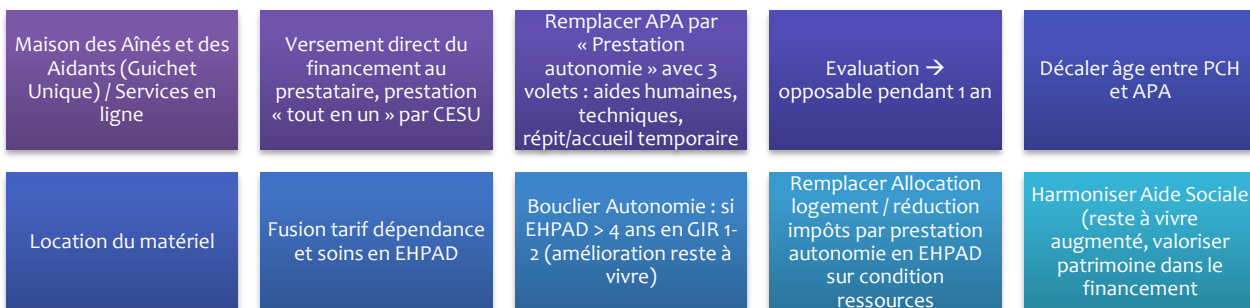 Maison des Aînés et des
Aidants (Guichet
Unique) / Services en
ligne
Versement direct du
financement au
prestataire, prestation
« tout en un » par CESU
Remplacer APA par
« Prestation
autonomie » avec 3
volets : aides humaines,
techniques,
répit/accueil temporaire
Evaluation →
opposable pendant 1 an
Décaler âge entre PCH
et APA
Location du matériel
Fusion tarif dépendance
et soins en EHPAD
Bouclier Autonomie : si
EHPAD > 4 ans en GIR 1-
2 (amélioration reste à
vivre)
Remplacer Allocation
logement / réduction
impôts par prestation
autonomie en EHPAD
sur condition
ressources
Harmoniser Aide Sociale
(reste à vivre
augmenté, valoriser
patrimoine dans le
financement